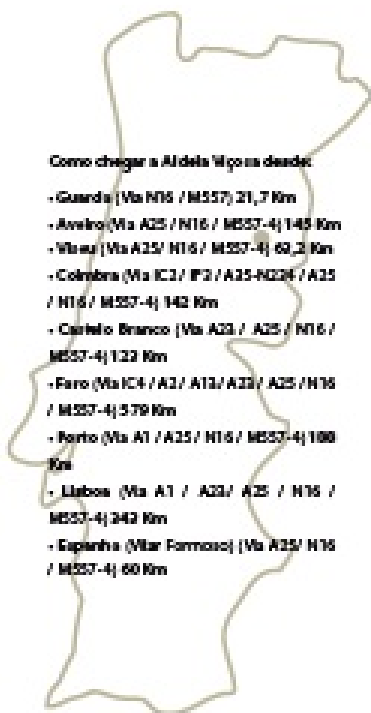 Como chegar a Aldeia Viçosa desde:
• Guarda (Via N16 / M557) 21,7 Km
• Aveiro (Via A25 / N16 / M557-4) 145 Km
• Viseu (Via A25/ N16 / M557-4) 62,2 Km
• Coimbra (Via IC2 / IP3 / A35-N234 / A25
/ N16 / M557-4) 142 Km
• Castelo Branco (Via A23 / A25 / N16 /
M557-4) 122 Km
• Faro (Via IC4 / A2 / A13/ A23/ A25 / N16
/ M557-4) 579 Km
• Porto (Via A1 / A25 / N16 / M557-4)
Km
• Lisboa (Via A1 / A23/ A25 / N16 /
M557-4) 342 Km
• Espanha (Vilar Formoso) (Via A25/ N16
/ M557-4) 60 Km